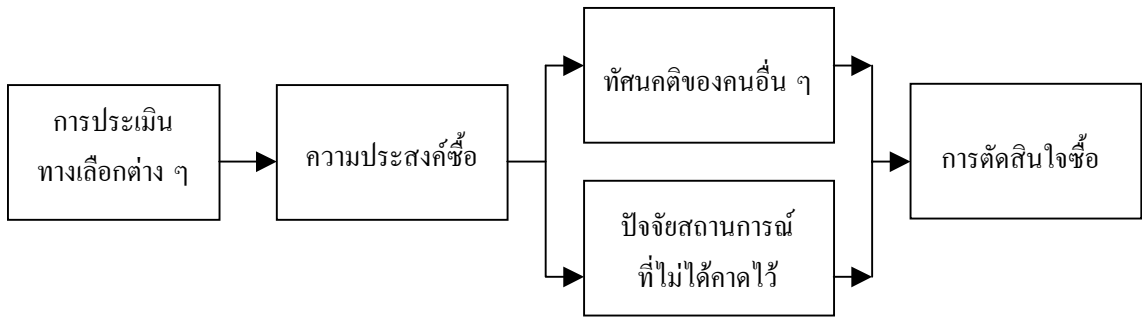 การประเมิน
ทางเลือกต่าง ๆ
ความประสงค์ซื้อ
ทัศนคติของคนอื่น ๆ
ปัจจัยสถานการณ์
ที่ไม่ได้คาดไว้
การตัดสินใจซื้อ